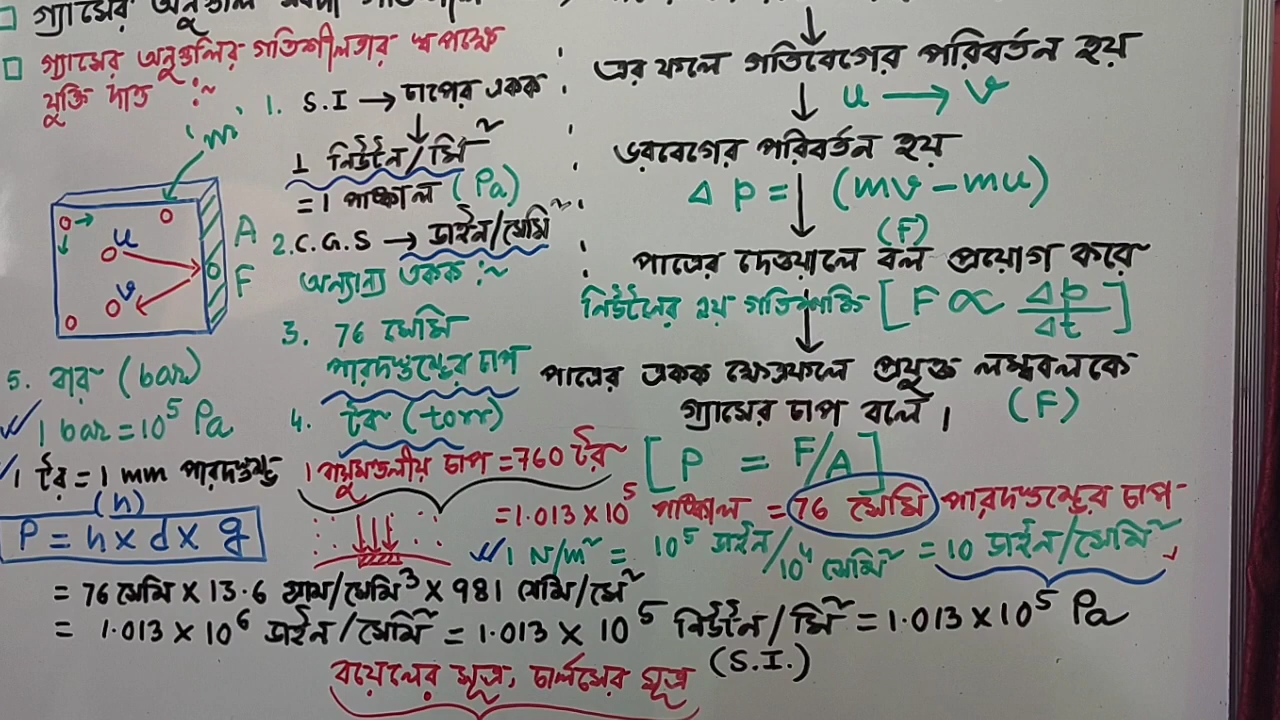 গ্যাসের অনুগুলি সর্বদা
গ্যাসের অনুগুলির গতিশীলতার স্বপক্ষে
যুক্তি দাও :~
'm'
u
v
A
F
1. S.I → চাপের একক
↓
1 নিউটন/মি²
= 1 পাস্কাল (Pa)
2. C.G.S → ডাইন/সেমি²
অন্যান্য একক :~
3. 76 সেমি
পারদস্তম্ভের চাপ
4. টর (torr)
5. বার (bar)
1 bar = 10⁵ Pa
1 টর = 1 mm পারদস্তম্ভ
(h)
P = h x d x g
↓
এর ফলে গতিবেগের পরিবর্তন হয়
↓ u → v
ভরবেগের পরিবর্তন হয়
Δp = (mv - mu)
↓
(F)
পাত্রের দেওয়ালে বল প্রয়োগ করে
নিউটনের ২য় গতিসূত্র [F ∝ Δp/Δt]
↓
পাত্রের একক ক্ষেত্রফলে প্রযুক্ত লম্ববলকে
গ্যাসের চাপ বলে। (F)
[P = F/A]
1 বায়ুমণ্ডলীয় চাপ = 760 টর
= 1.013 x 10⁵ পাস্কাল = 76 সেমি পারদস্তম্ভের চাপ
1 N/m² = 10⁵ ডাইন/10⁴ সেমি² = 10 ডাইন/সেমি²
= 76 সেমি x 13.6 গ্রাম/সেমি³ x 981 সেমি/সে²
= 1.013 x 10⁶ ডাইন/সেমি² = 1.013 x 10⁵ নিউটন/মি² = 1.013 x 10⁵ Pa
(S.I.)
বয়েলের সূত্র, চার্লসের সূত্র